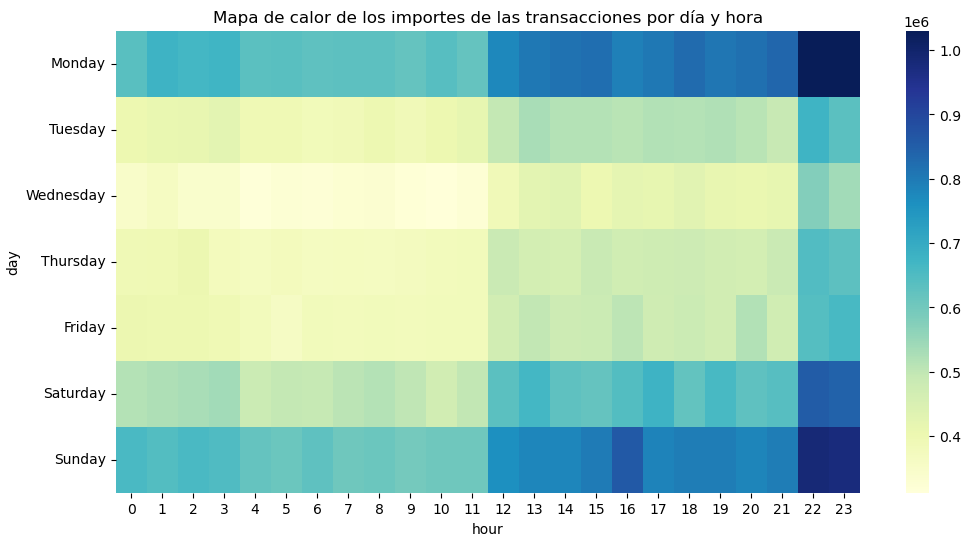 Mapa de calor de los importes de las transacciones por día y hora
1e6
Monday
Tuesday
Wednesday
Thursday
Friday
Saturday
Sunday
day
0 1 2 3 4 5 6 7 8 9 10 11 12 13 14 15 16 17 18 19 20 21 22 23
hour
1.0
0.9
0.8
0.7
0.6
0.5
0.4